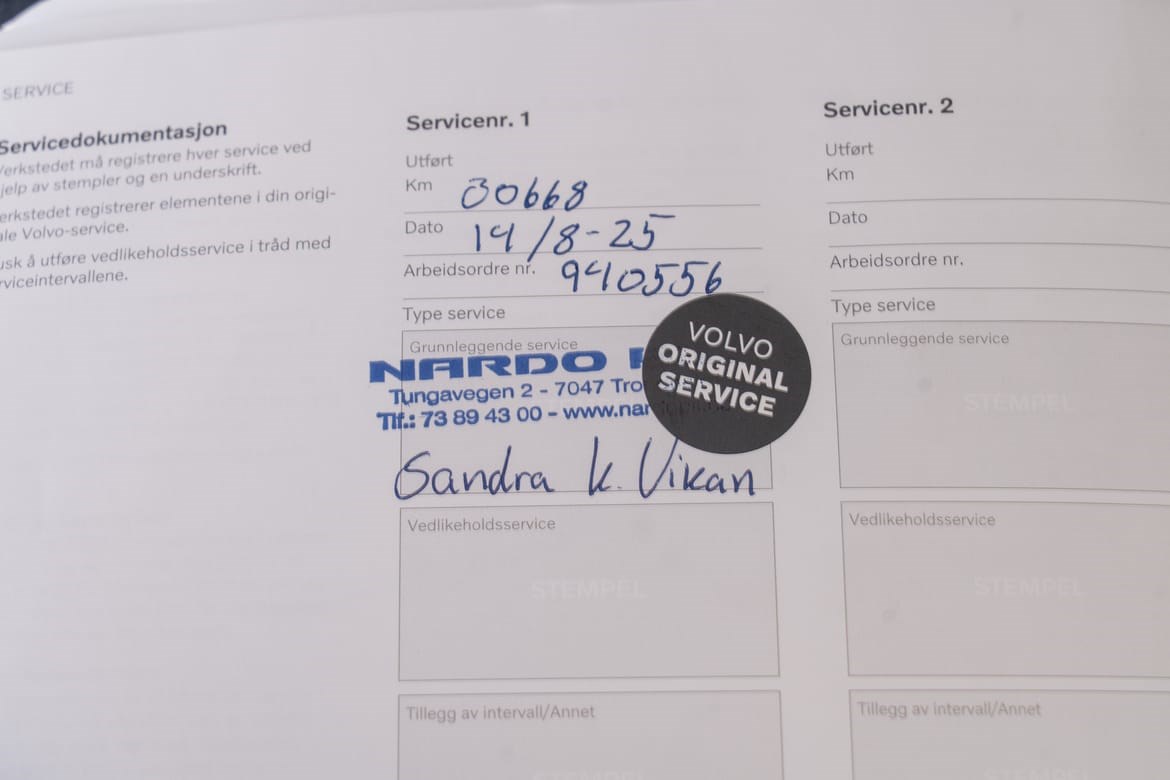 SERVICE
Servicedokumentasjon
Verkstedet må registrere hver service ved
jelp av stempler og en underskrift.
erkstedet registrerer elementene i din origi-
ale Volvo-service.
usk å utføre vedlikeholdsservice i tråd med
rviceintervallene.
Servicenr. 1
Utført
Km 30668
Dato 14/8-25
Arbeidsordre nr. 940556
Type service
Grunnleggende service
NARDO
Tungavegen 2 - 7047 Tro
Tlf.: 73 89 43 00 - www.nar
VOLVO
ORIGINAL
SERVICE
Sandra K. Vikan
Vedlikeholdsservice
STEMPEL
Tillegg av intervall/Annet
STEMPEL
Servicenr. 2
Utført
Km
Dato
Arbeidsordre nr.
Type service
Grunnleggende service
STEMPEL
Vedlikeholdsservice
STEMPEL
Tillegg av intervall/Annet
STEMPEL